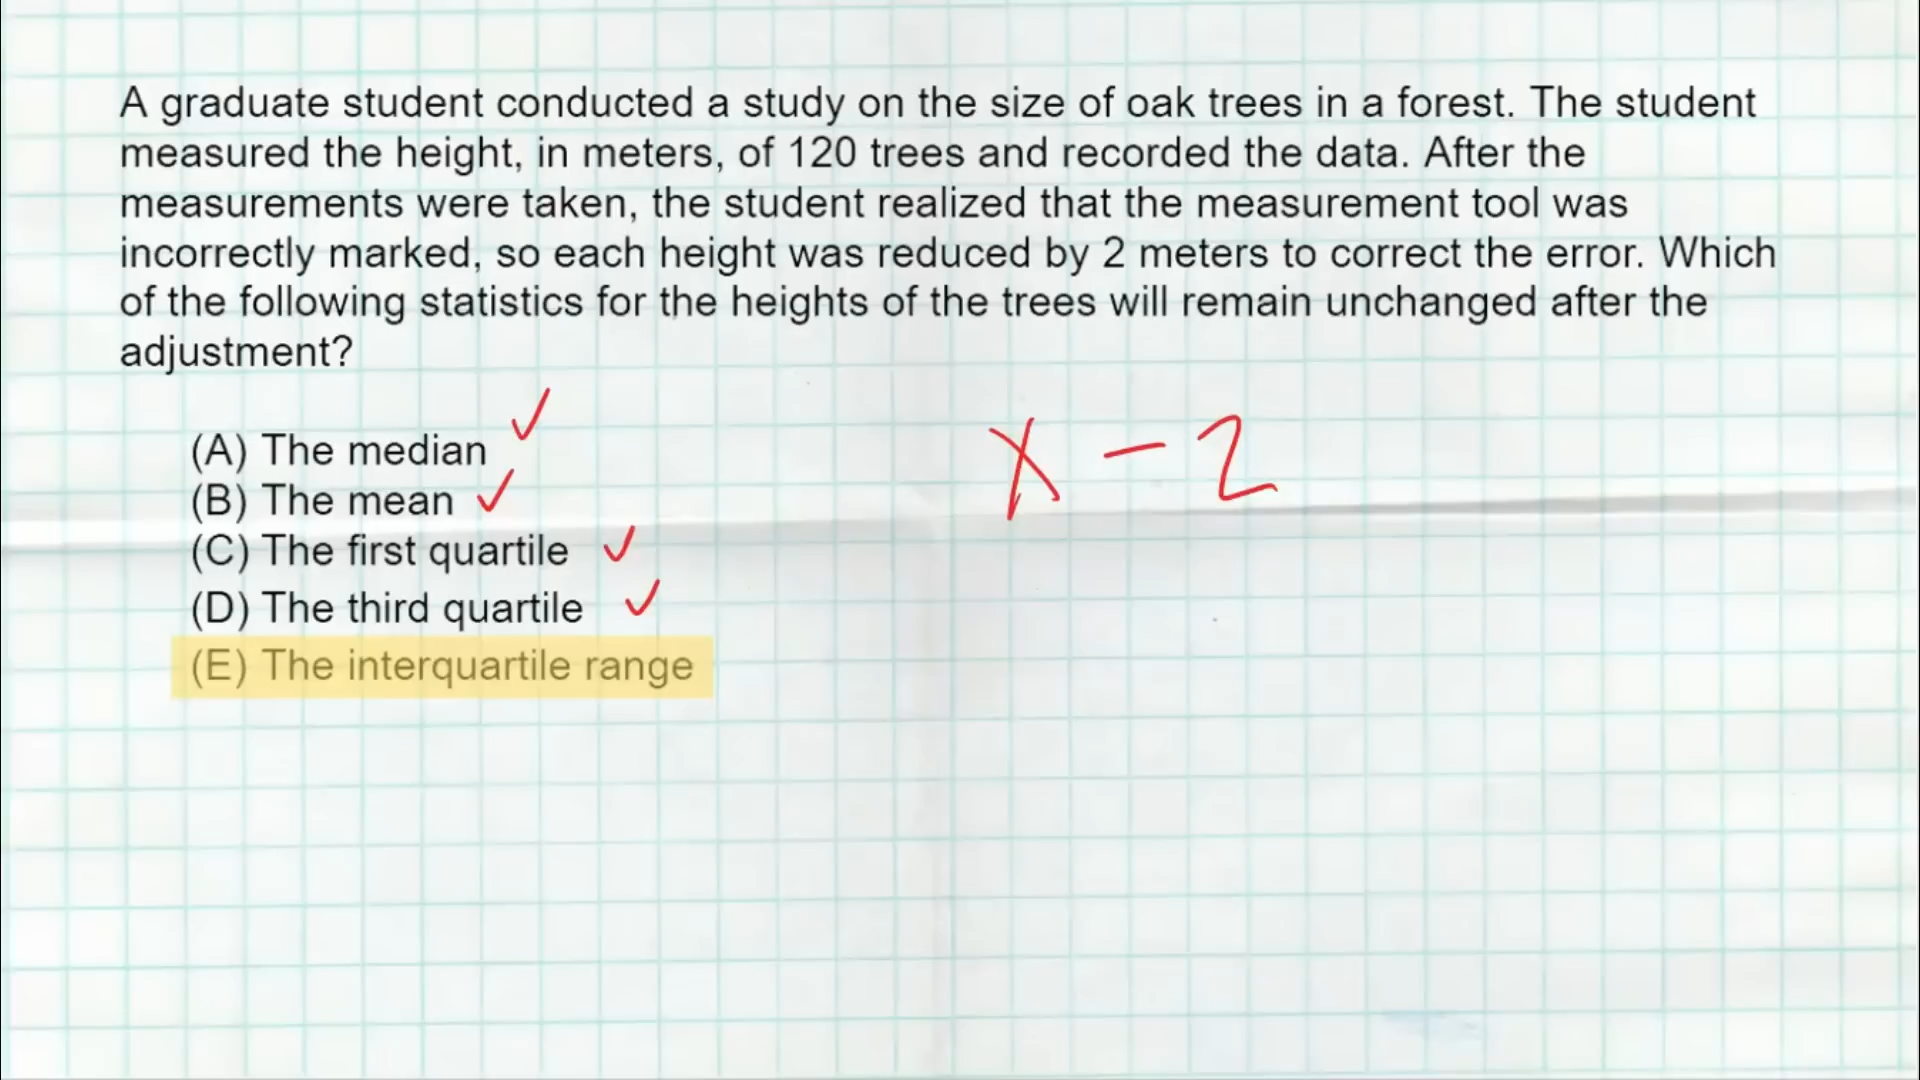 A graduate student conducted a study on the size of oak trees in a forest. The student
measured the height, in meters, of 120 trees and recorded the data. After the
measurements were taken, the student realized that the measurement tool was
incorrectly marked, so each height was reduced by 2 meters to correct the error. Which
of the following statistics for the heights of the trees will remain unchanged after the
adjustment?
(A) The median ✓
x - 2
(B) The mean ✓
(C) The first quartile ✓
(D) The third quartile ✓
(E) The interquartile range